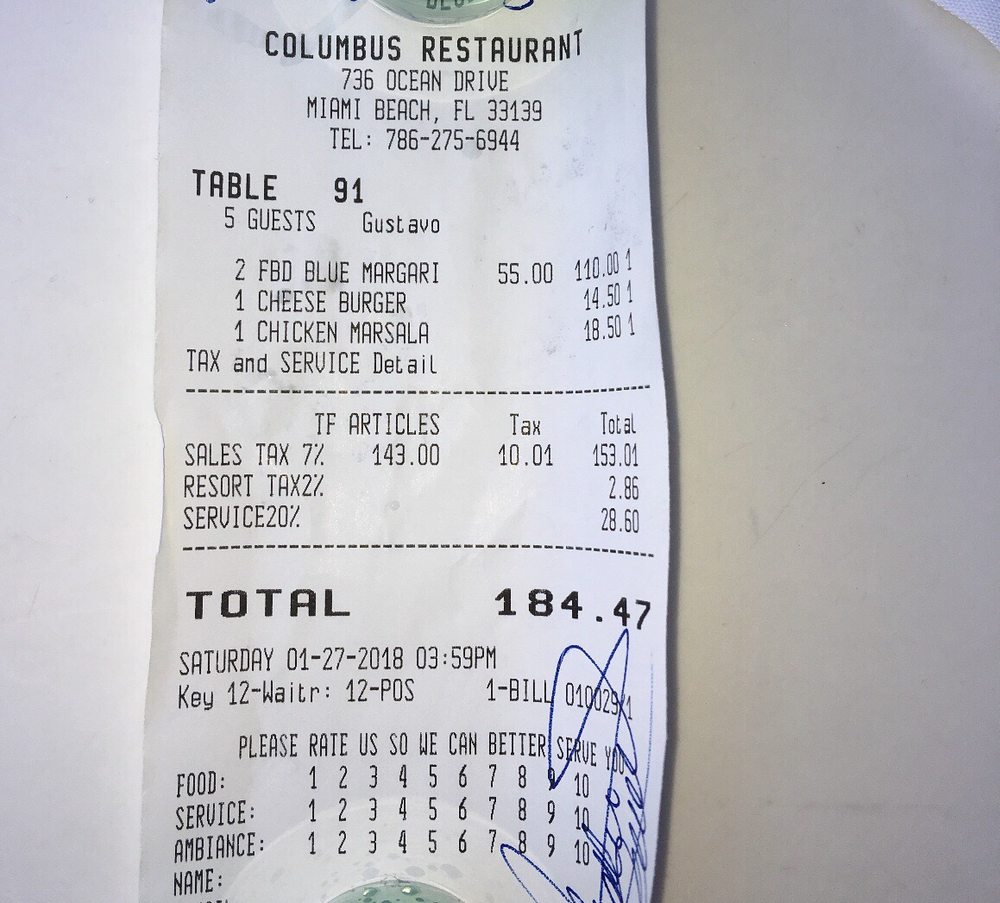 COLUMBUS RESTAURANT
736 OCEAN DRIVE
MIAMI BEACH, FL 33139
TEL: 786-275-6944
TABLE 91
5 GUESTS Gustavo
2 FBD BLUE MARGARI 55.00 110.00 1
1 CHEESE BURGER 14.50 1
1 CHICKEN MARSALA 18.50 1
TAX and SERVICE Detail
TF ARTICLES Tax Total
SALES TAX 7% 143.00 10.01 153.01
RESORT TAX2% 2.86
SERVICE20% 28.60
TOTAL 184.47
SATURDAY 01-27-2018 03:59PM
Key 12-Waitr: 12-POS 1-BILL 010029/1
PLEASE RATE US SO WE CAN BETTER SERVE YOU
FOOD: 1 2 3 4 5 6 7 8 9 10
SERVICE: 1 2 3 4 5 6 7 8 9 10
AMBIANCE: 1 2 3 4 5 6 7 8 9 10
NAME: